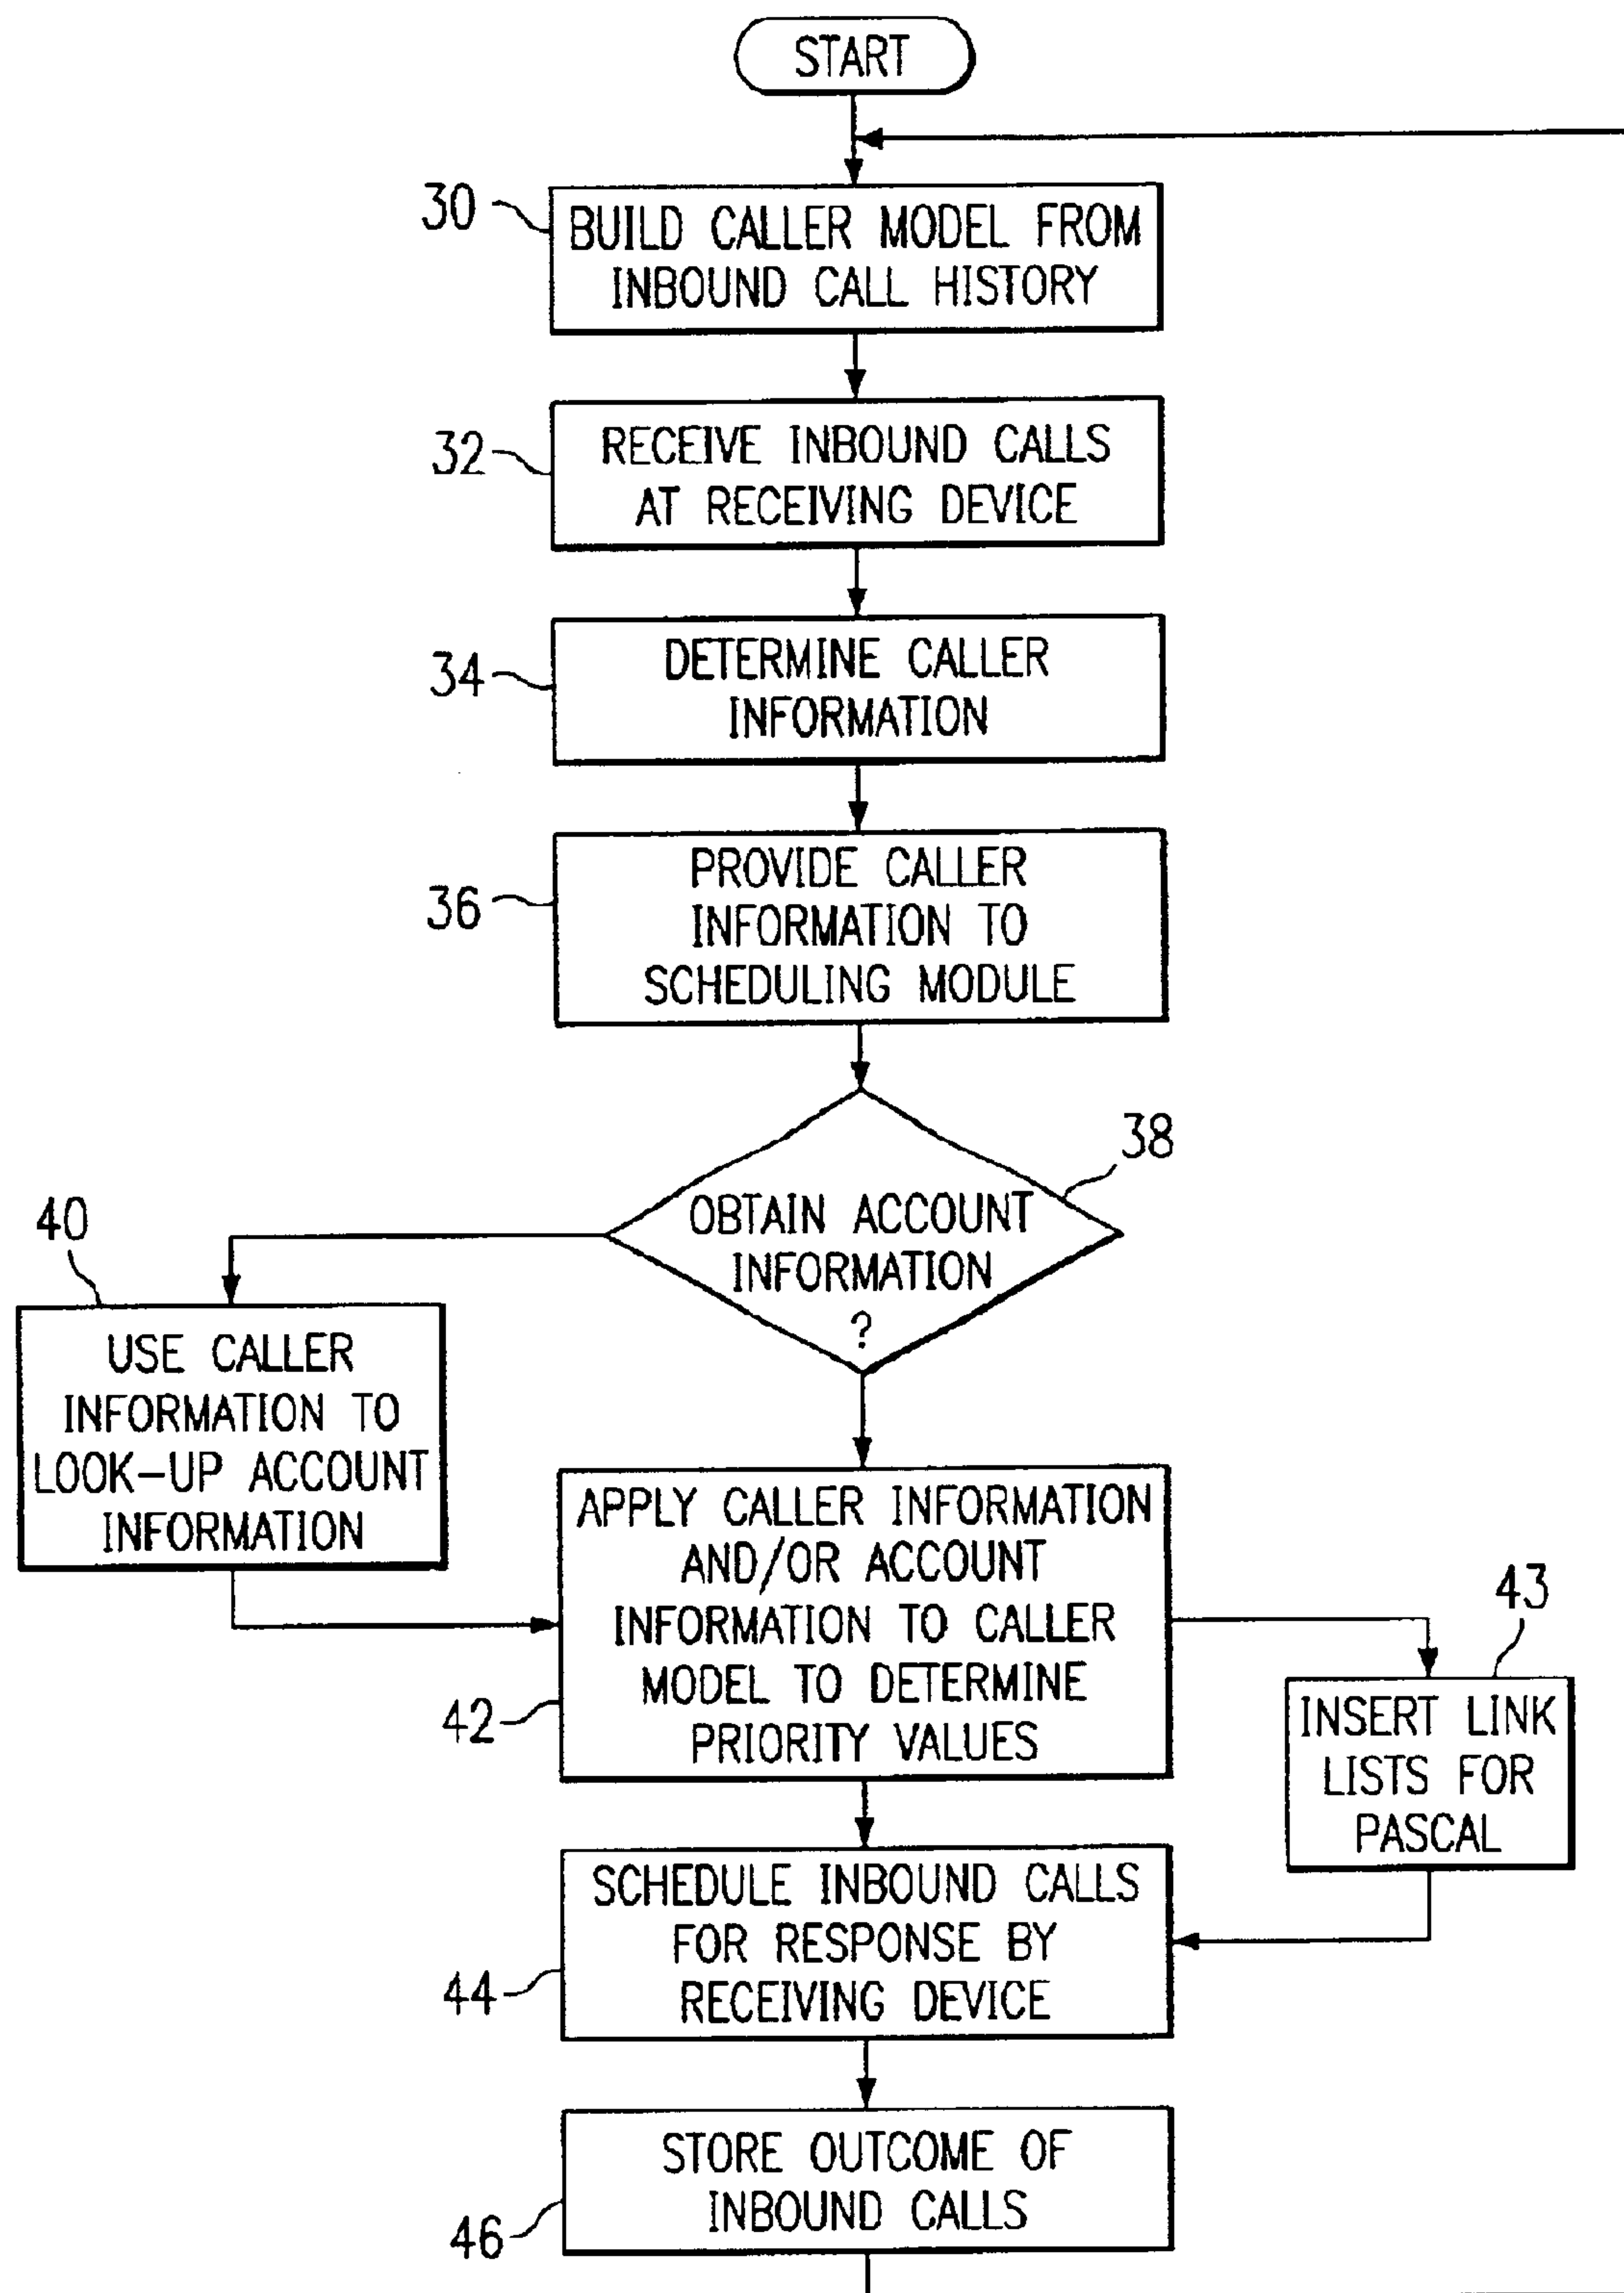 START
30
BUILD CALLER MODEL FROM
INBOUND CALL HISTORY
32
RECEIVE INBOUND CALLS
AT RECEIVING DEVICE
34
DETERMINE CALLER
INFORMATION
36
PROVIDE CALLER
INFORMATION TO
SCHEDULING MODULE
38
OBTAIN ACCOUNT
INFORMATION
?
40
USE CALLER
INFORMATION TO
LOOK-UP ACCOUNT
INFORMATION
42
APPLY CALLER INFORMATION
AND/OR ACCOUNT
INFORMATION TO CALLER
MODEL TO DETERMINE
PRIORITY VALUES
43
INSERT LINK
LISTS FOR
PASCAL
44
SCHEDULE INBOUND CALLS
FOR RESPONSE BY
RECEIVING DEVICE
46
STORE OUTCOME OF
INBOUND CALLS